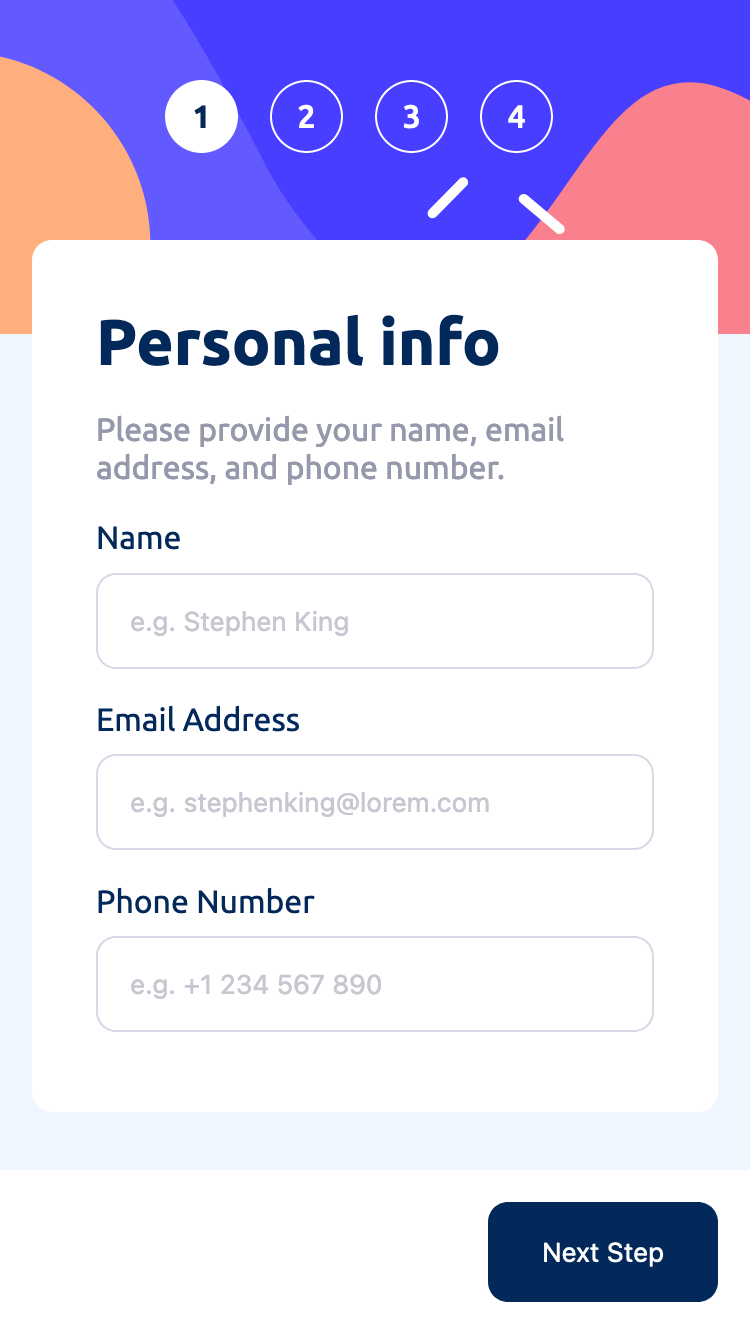 1 2 3 4
Personal info
Please provide your name, email
address, and phone number.
Name
e.g. Stephen King
Email Address
e.g. stephenking@lorem.com
Phone Number
e.g. +1 234 567 890
Next Step